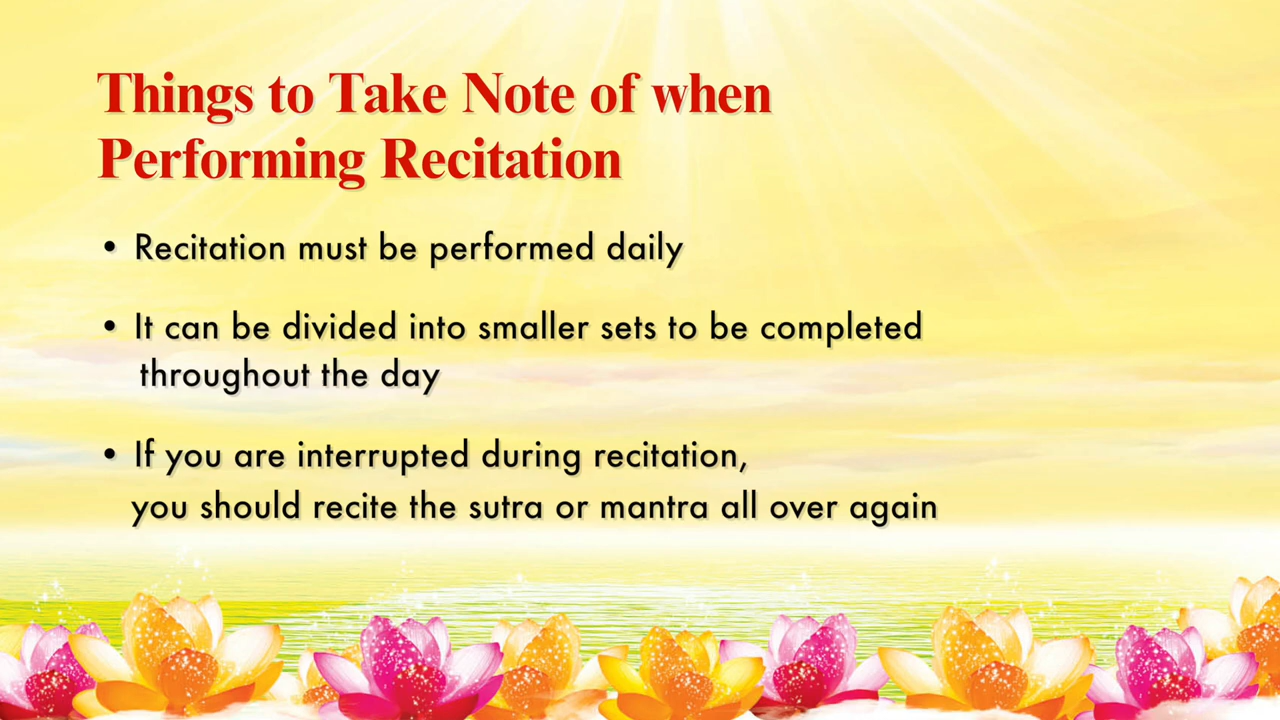 Things to Take Note of when
Performing Recitation
• Recitation must be performed daily
• It can be divided into smaller sets to be completed
throughout the day
• If you are interrupted during recitation,
you should recite the sutra or mantra all over again